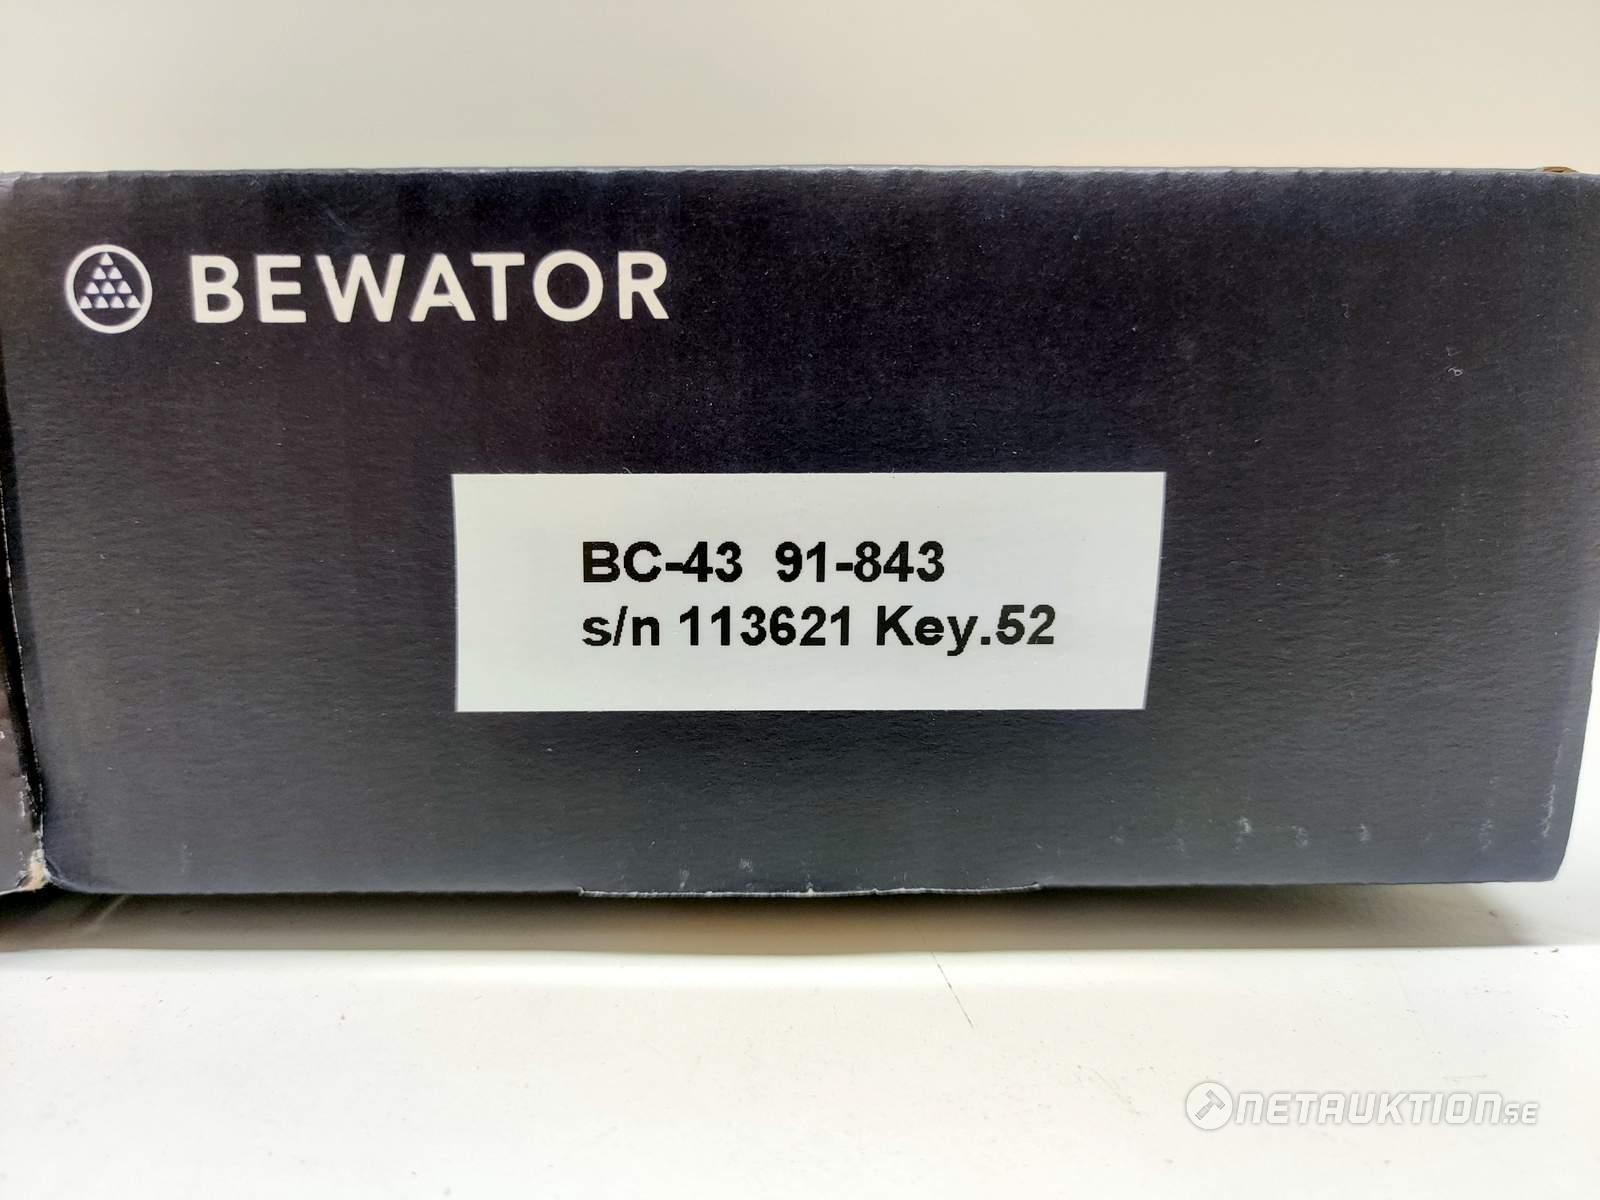 BEWATOR
BC-43 91-843
s/n 113621 Key.52
NETAUKTION.SE